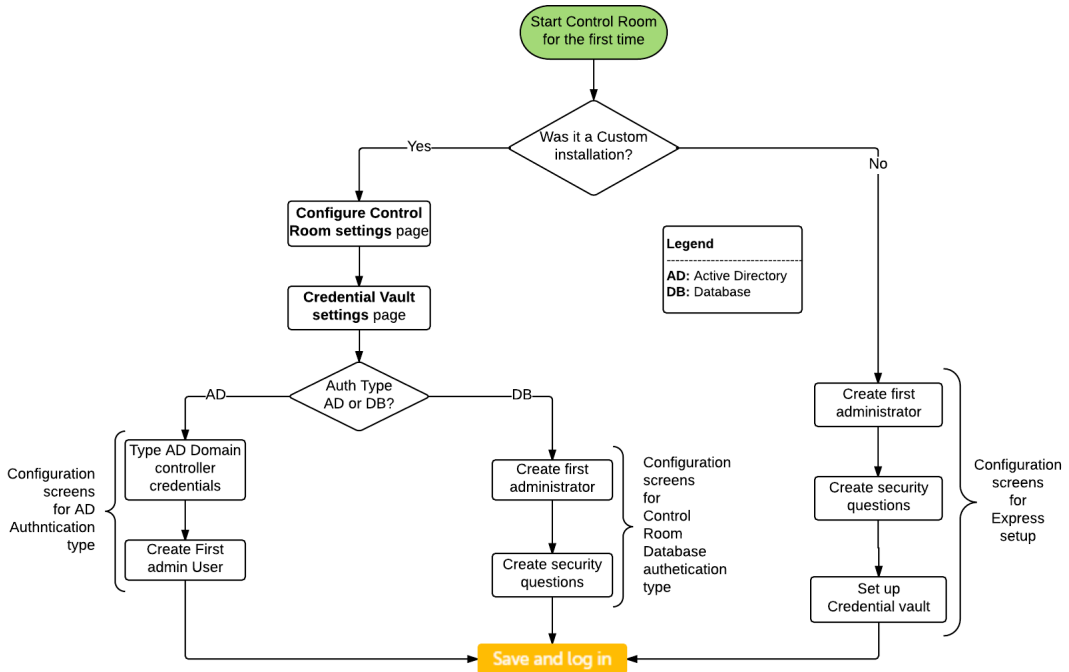 Start Control Room
for the first time
Was it a Custom
installation?
Yes
No
Configure Control
Room settings page
Legend
AD: Active Directory
DB: Database
Credential Vault
settings page
Auth Type
AD or DB?
AD
DB
Create first
administrator
Type AD Domain
controller
credentials
Configuration
screens
for AD
Authntication
type
Create First
admin User
Create first
administrator
Create security
questions
Configuration
screens
for
Control
Room
Database
authetication
type
Create security
questions
Set up
Credential vault
Configuration
screens
for
Express
setup
Save and log in